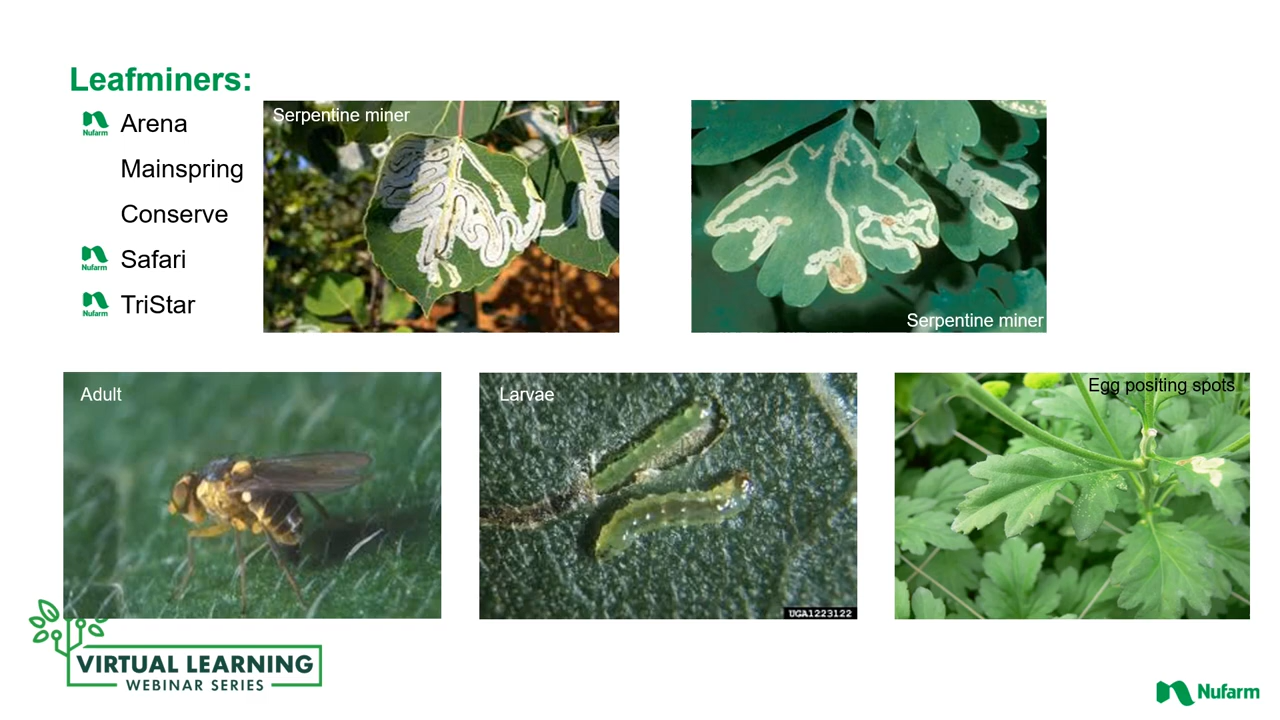 Leafminers:
Nufarm Arena
Mainspring
Conserve
Nufarm Safari
Nufarm TriStar
Serpentine miner
Serpentine miner
Adult
Larvae
UGA1223122
Egg positing spots
VIRTUAL LEARNING
WEBINAR SERIES
Nufarm